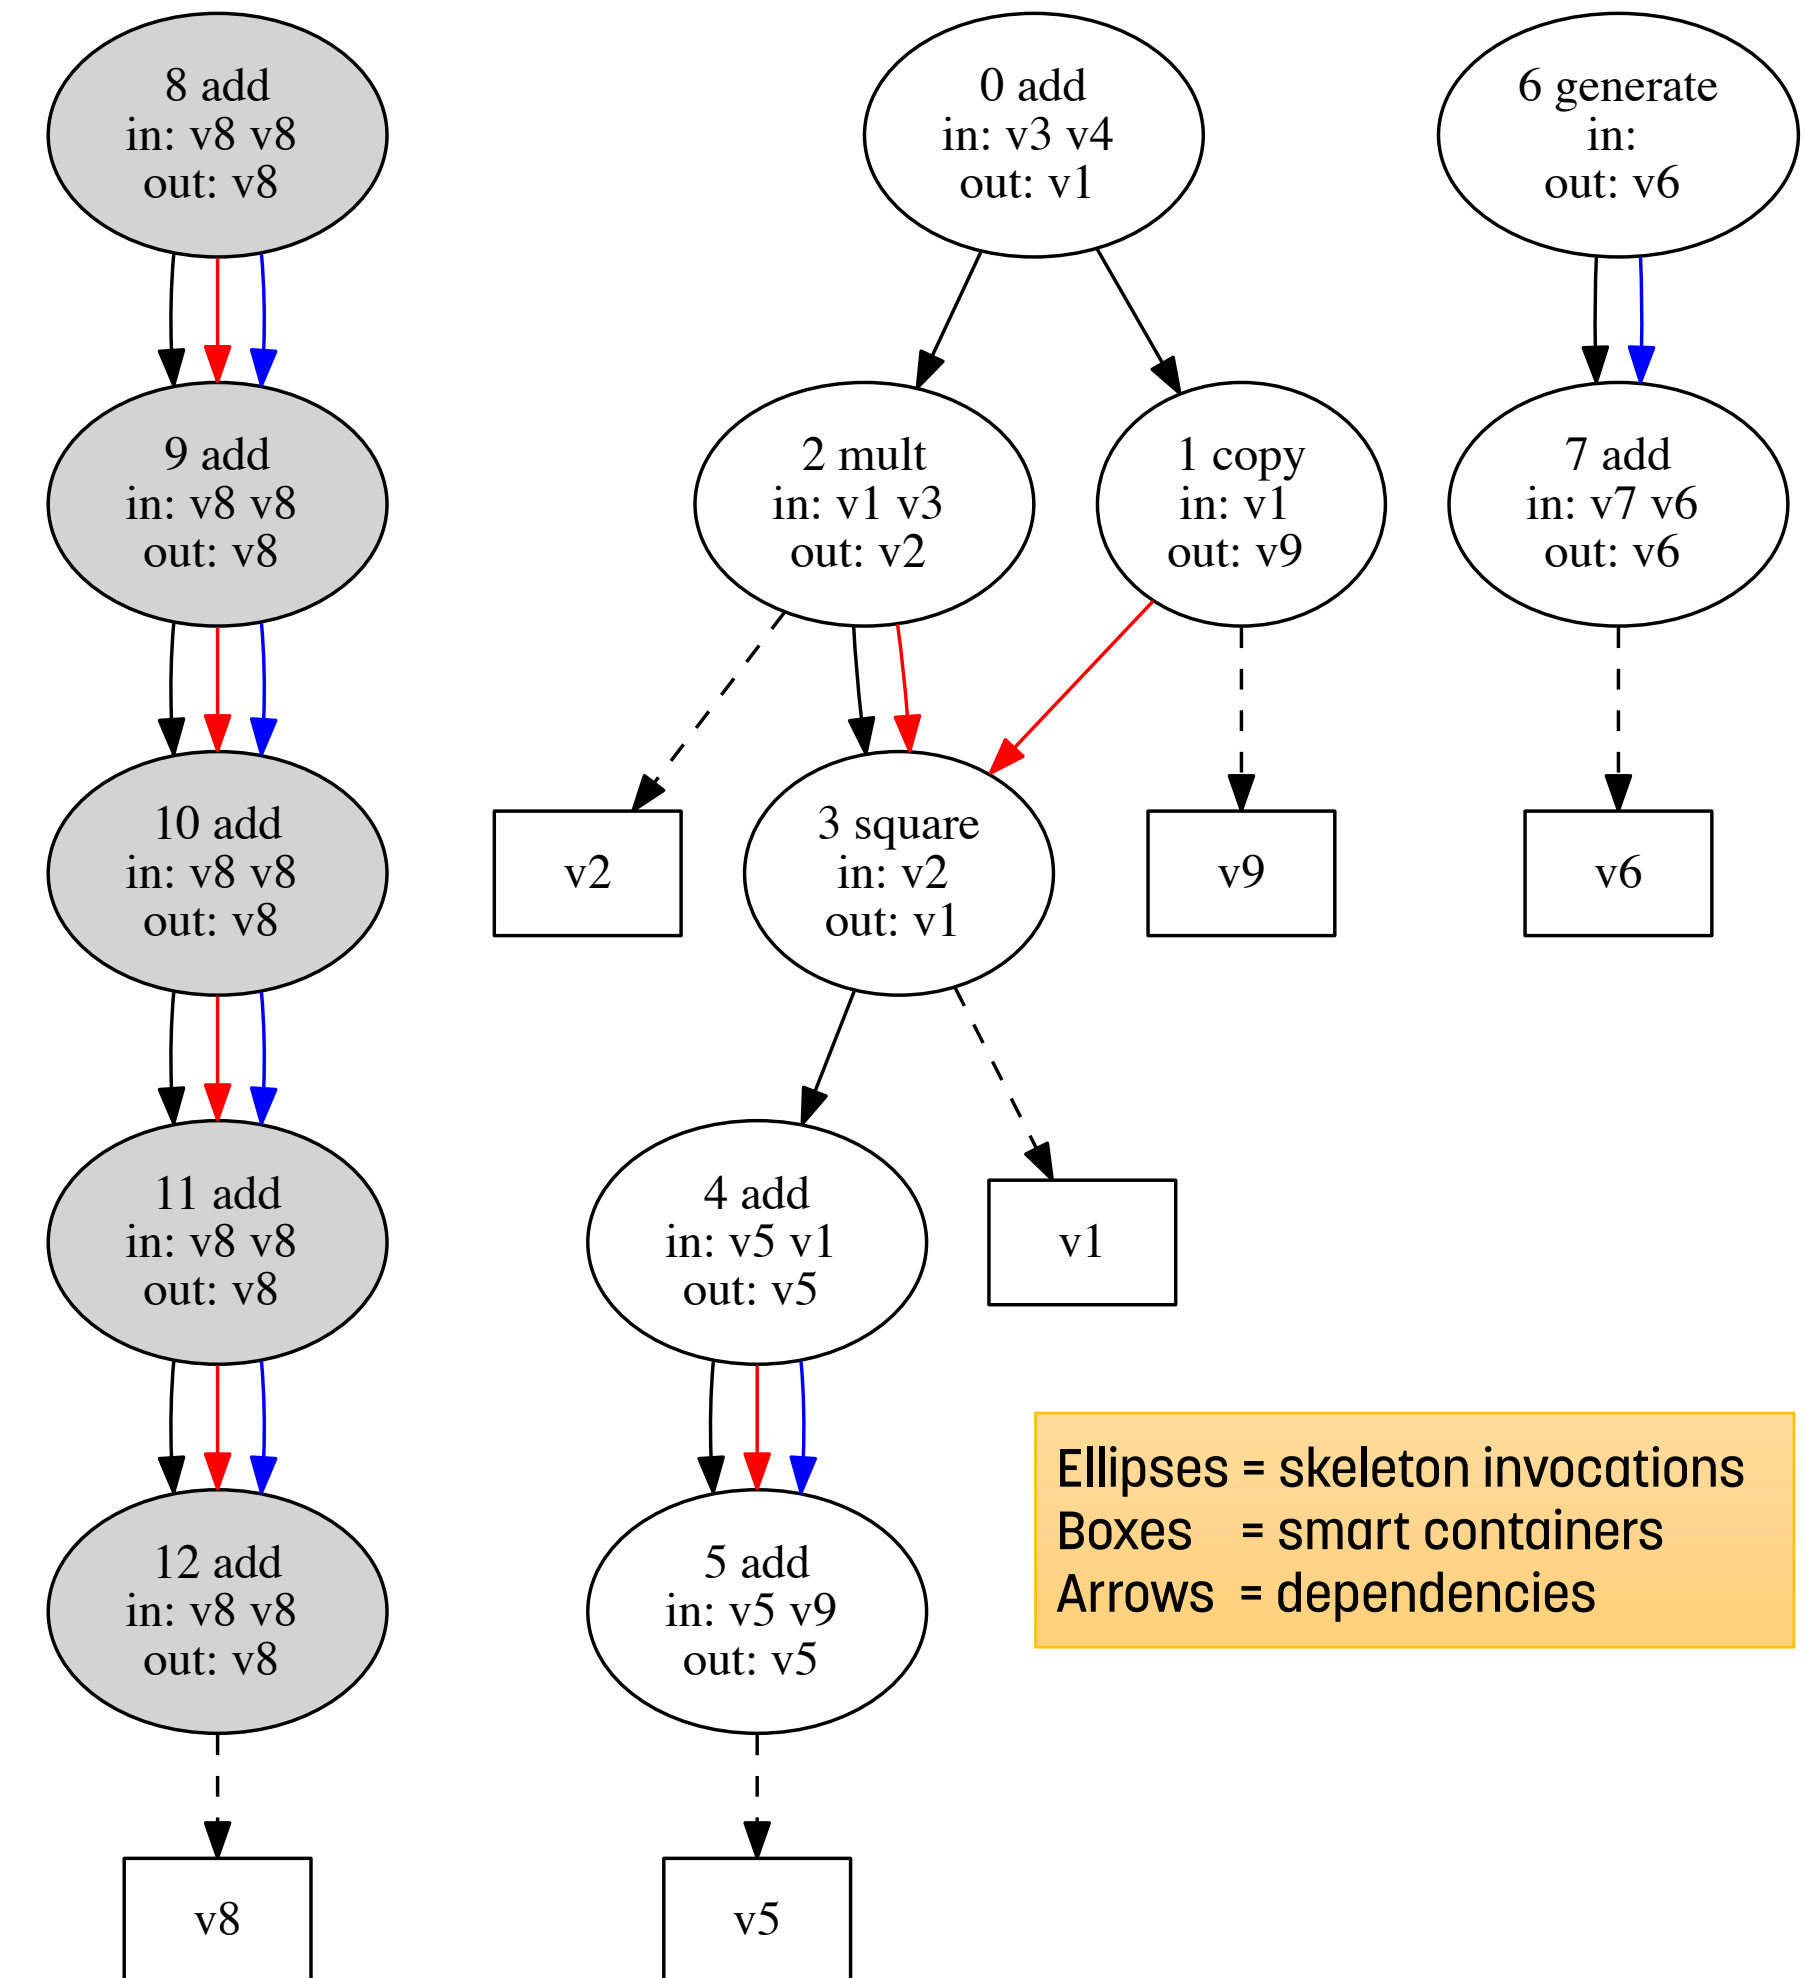 8 add
in: v8 v8
out: v8
0 add
in: v3 v4
out: v1
6 generate
in:
out: v6
9 add
in: v8 v8
out: v8
2 mult
in: v1 v3
out: v2
1 copy
in: v1
out: v9
7 add
in: v7 v6
out: v6
10 add
in: v8 v8
out: v8
v2
3 square
in: v2
out: v1
v9
v6
11 add
in: v8 v8
out: v8
4 add
in: v5 v1
out: v5
v1
12 add
in: v8 v8
out: v8
5 add
in: v5 v9
out: v5
Ellipses = skeleton invocations
Boxes = smart containers
Arrows = dependencies
v8
v5